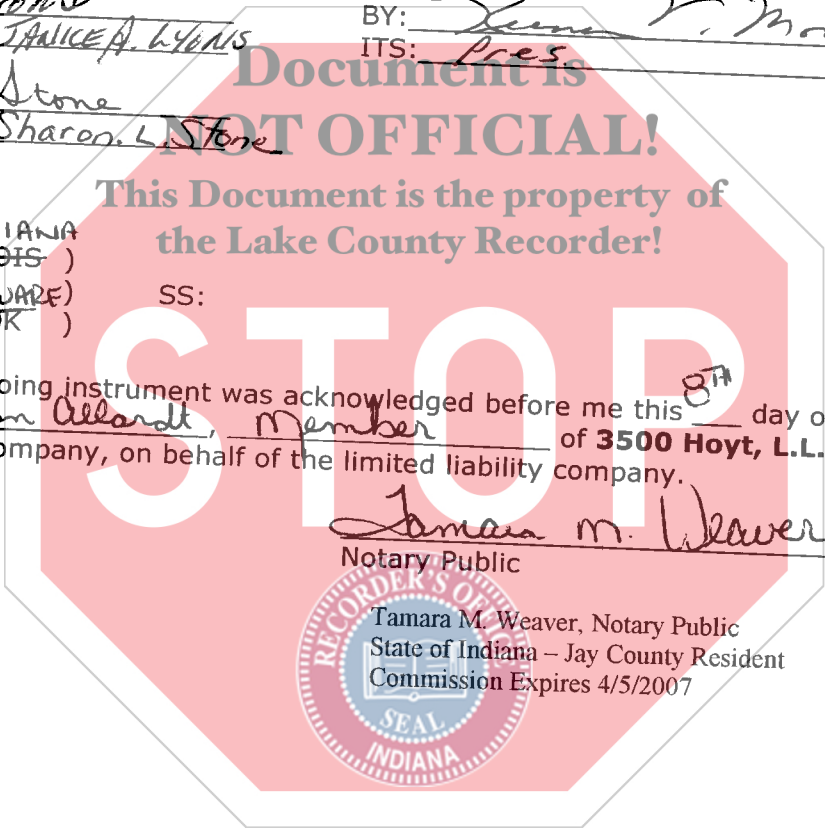 BY:
JANICE A. LYONS
ITS: Pres.
Document is
Stone
Sharon. L. Stone
NOT OFFICIAL!
This Document is the property of
the Lake County Recorder!
IANA
OIS )
WARE) SS:
K )
STOP
oing instrument was acknowledged before me this 8TH day o
n Allardt, Member of 3500 Hoyt, L.L.
ompany, on behalf of the limited liability company.
Tamara M. Weaver
Notary Public
RECORDER'S OFFICE
Tamara M. Weaver, Notary Public
State of Indiana – Jay County Resident
Commission Expires 4/5/2007
SEAL
INDIANA